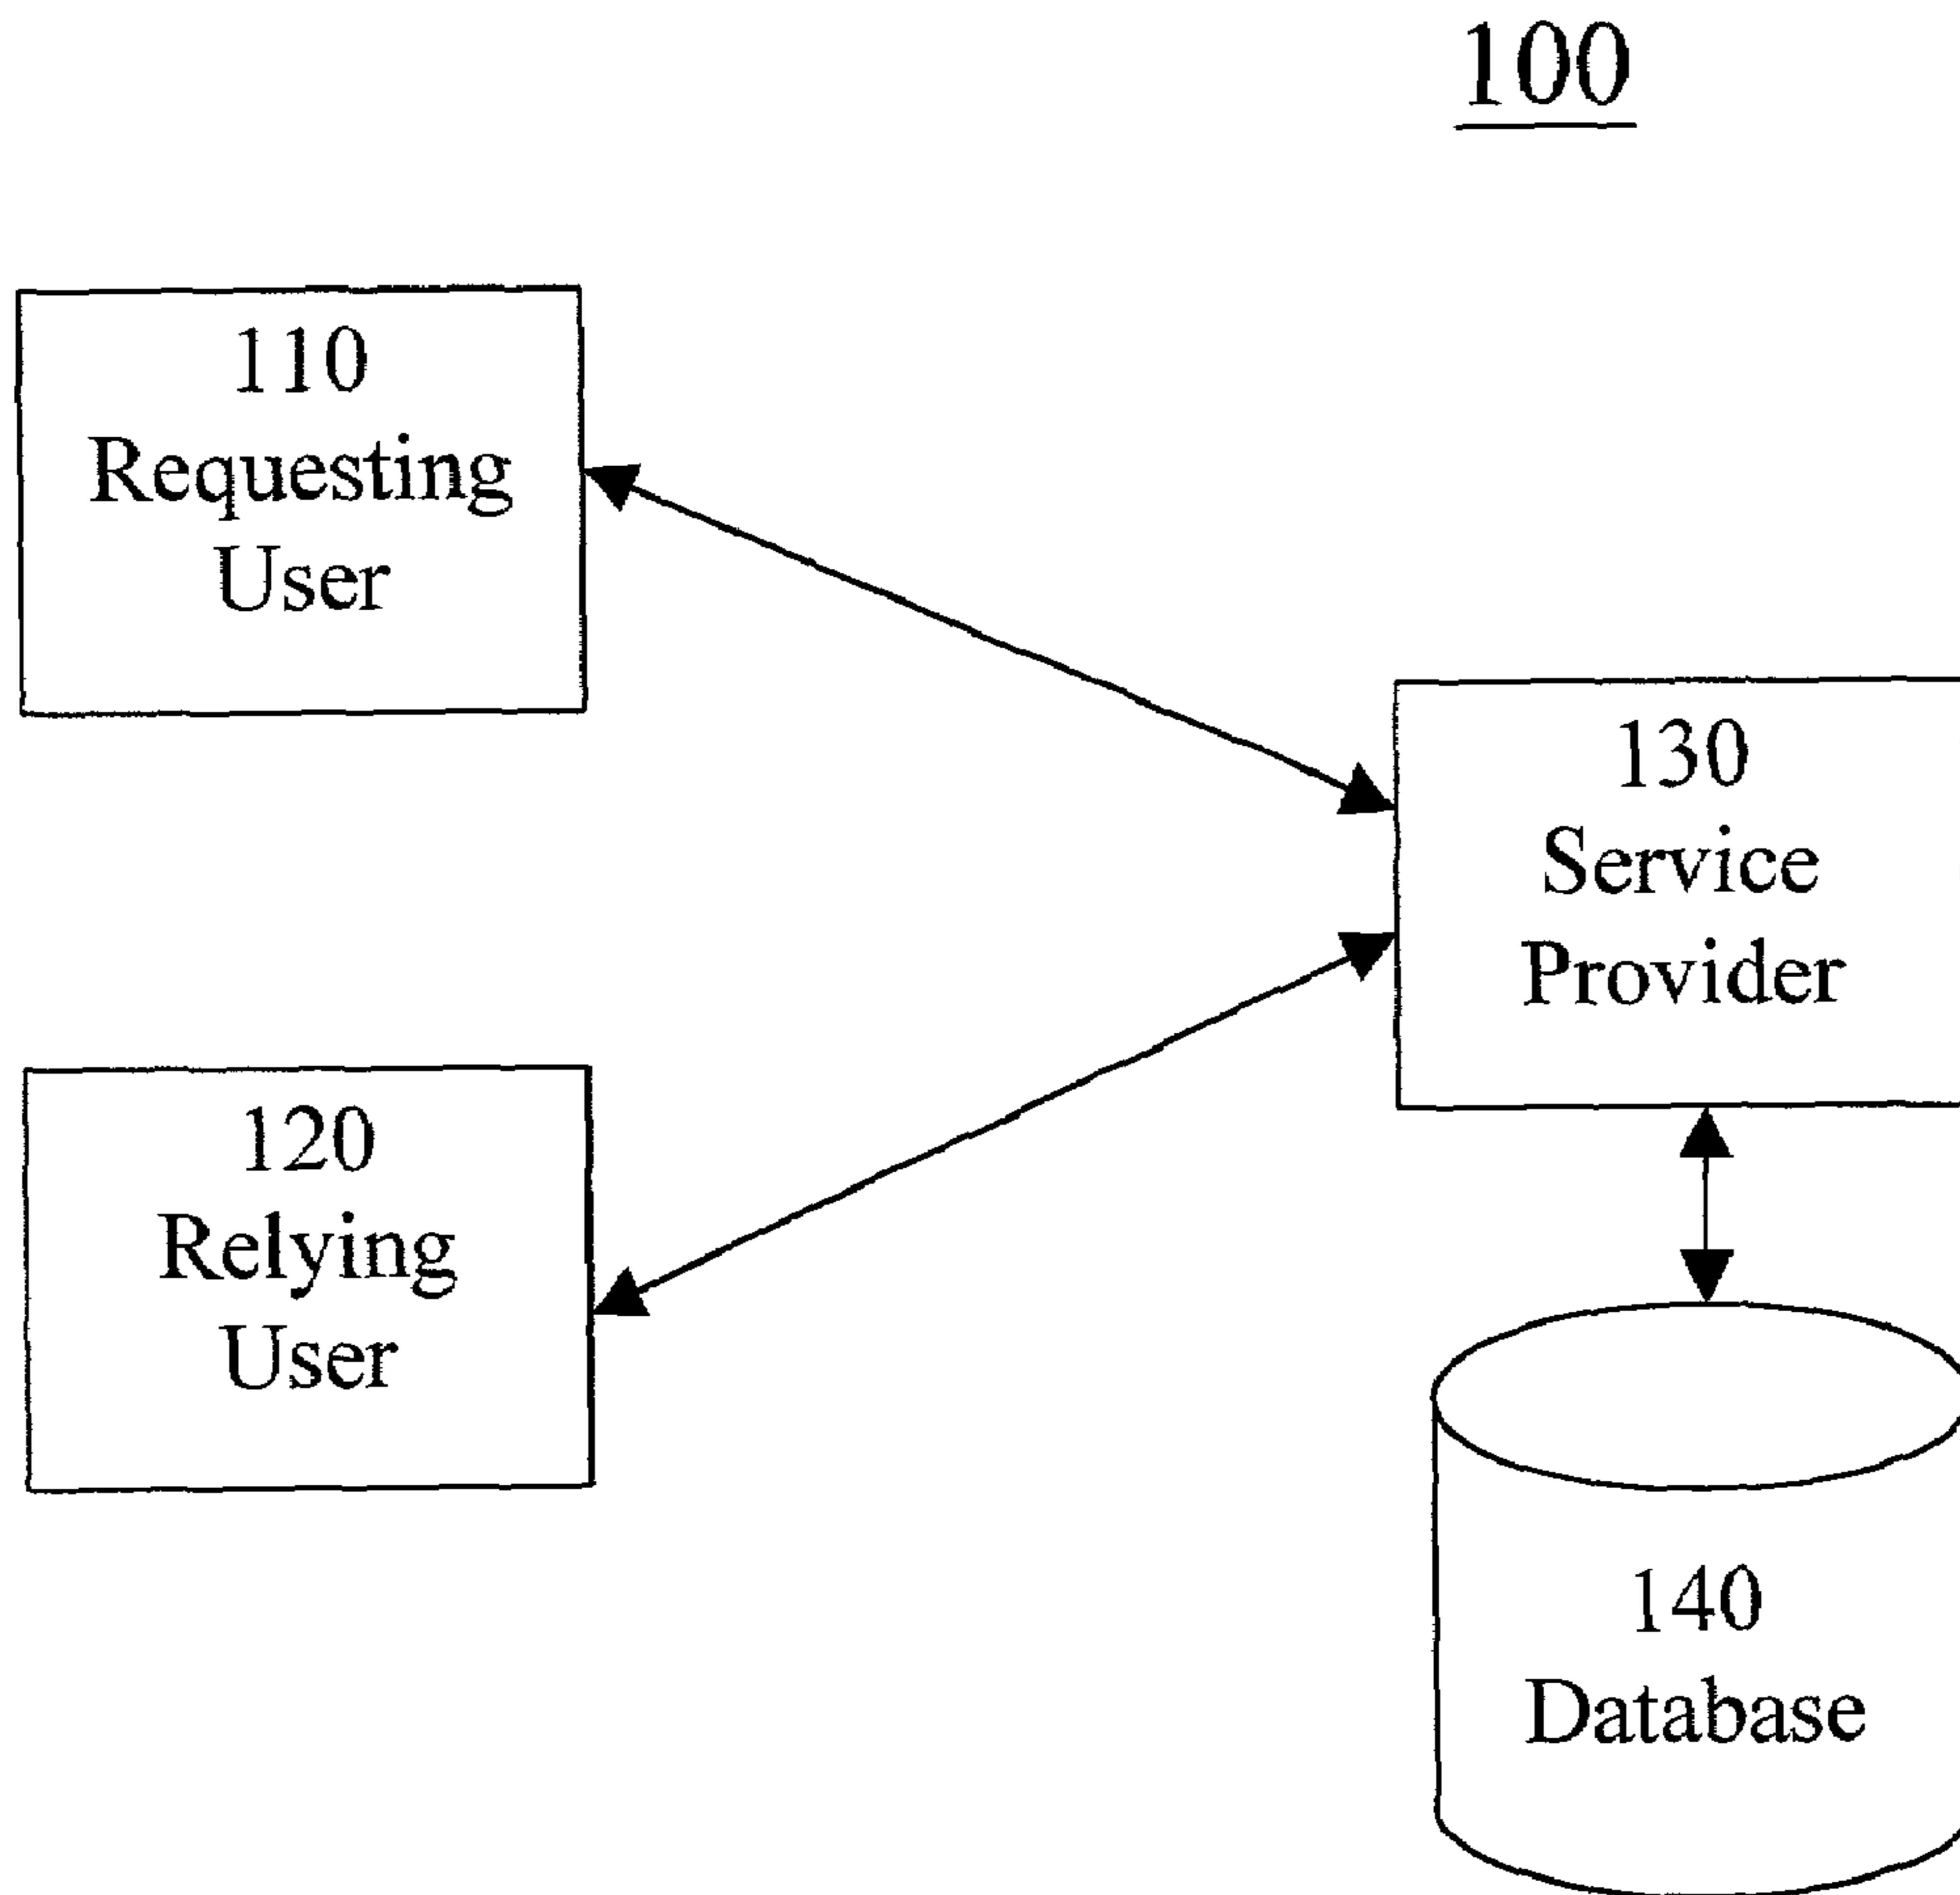 100
110
Requesting
User
130
Service
Provider
120
Relying
User
140
Database